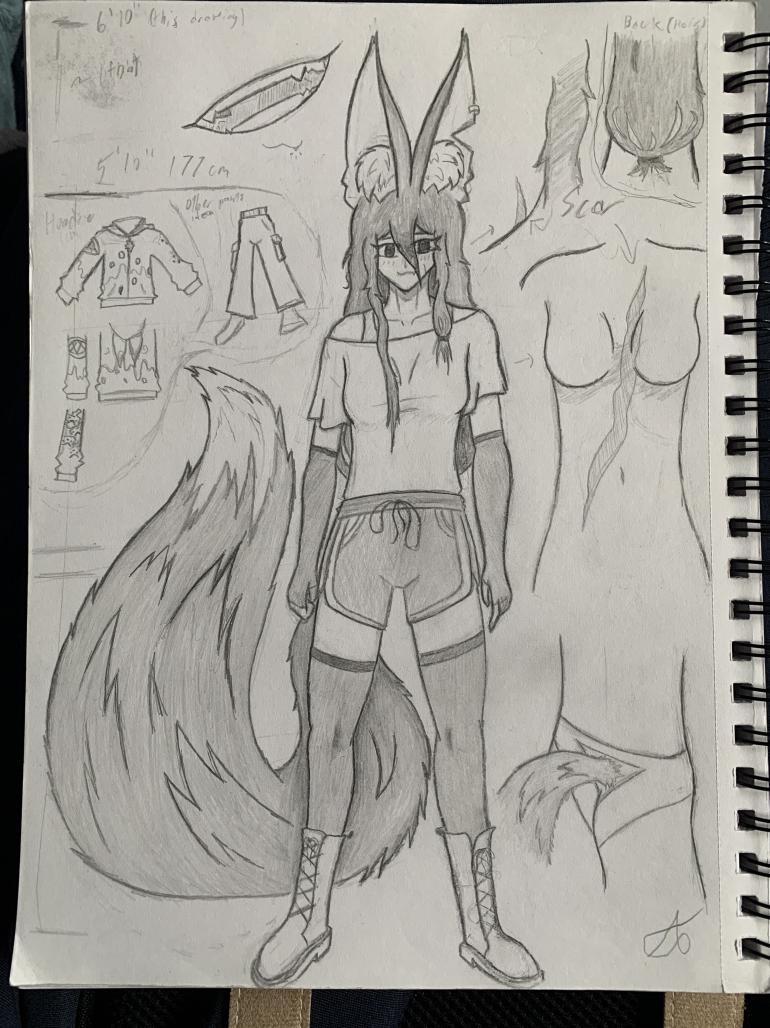 6'10" (this drawing)
Back (Hair)
5'10" 177cm
Scar
Hoodie
Other pants
idea